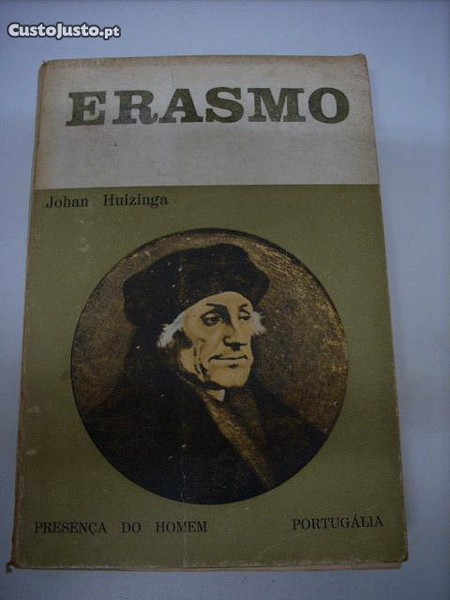 CustoJusto.pt
ERASMO
Johan Huizinga
PRESENÇA DO HOMEM PORTUGÁLIA